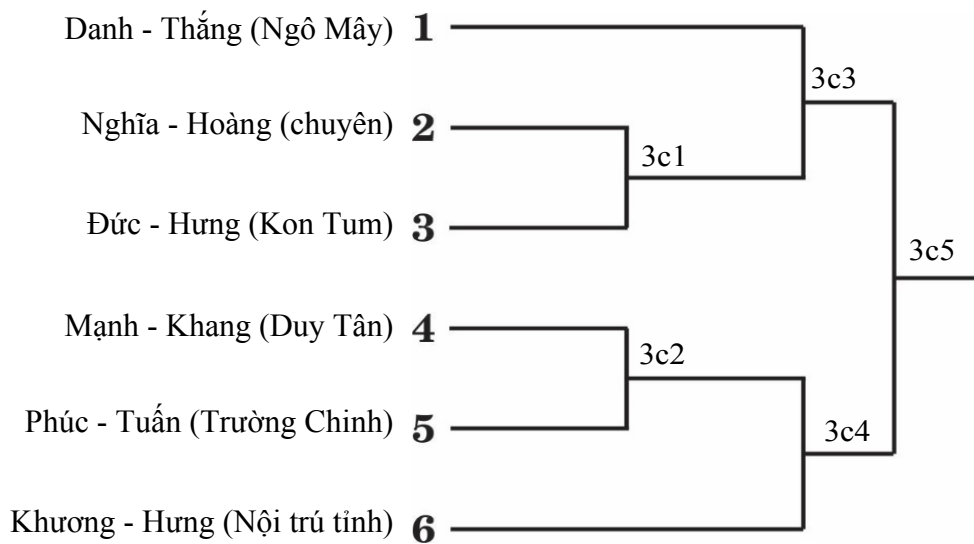 Danh - Thắng (Ngô Mây) 1
3c3
Nghĩa - Hoàng (chuyên) 2
3c1
Đức - Hưng (Kon Tum) 3
3c5
Mạnh - Khang (Duy Tân) 4
3c2
Phúc - Tuấn (Trường Chinh) 5
3c4
Khương - Hưng (Nội trú tỉnh) 6